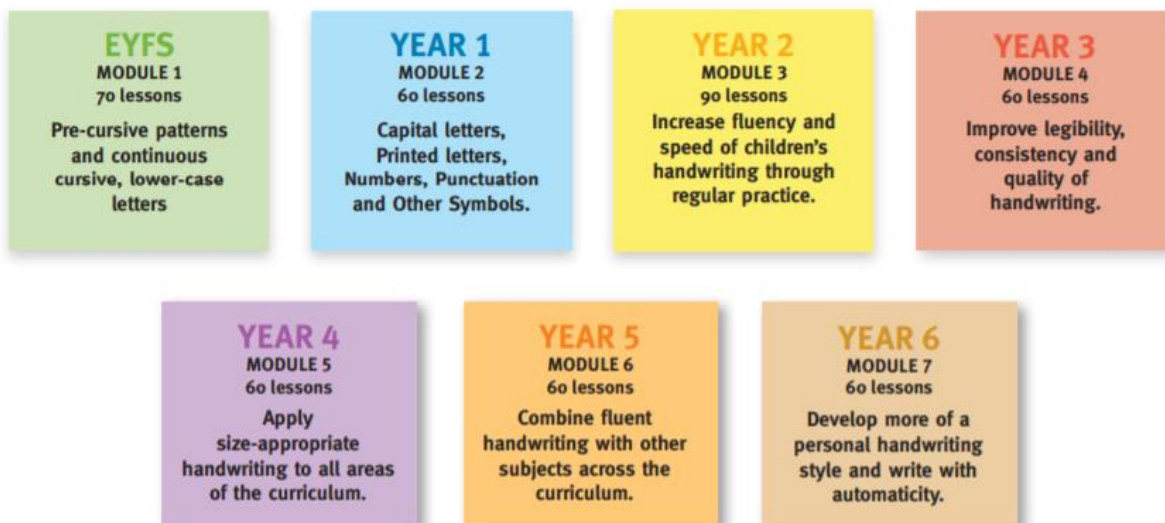 EYFS
MODULE 1
70 lessons
Pre-cursive patterns
and continuous
cursive, lower-case
letters
YEAR 1
MODULE 2
60 lessons
Capital letters,
Printed letters,
Numbers, Punctuation
and Other Symbols.
YEAR 2
MODULE 3
90 lessons
Increase fluency and
speed of children's
handwriting through
regular practice.
YEAR 3
MODULE 4
60 lessons
Improve legibility,
consistency and
quality of
handwriting.
YEAR 4
MODULE 5
60 lessons
Apply
size-appropriate
handwriting to all areas
of the curriculum.
YEAR 5
MODULE 6
60 lessons
Combine fluent
handwriting with other
subjects across the
curriculum.
YEAR 6
MODULE 7
60 lessons
Develop more of a
personal handwriting
style and write with
automaticity.